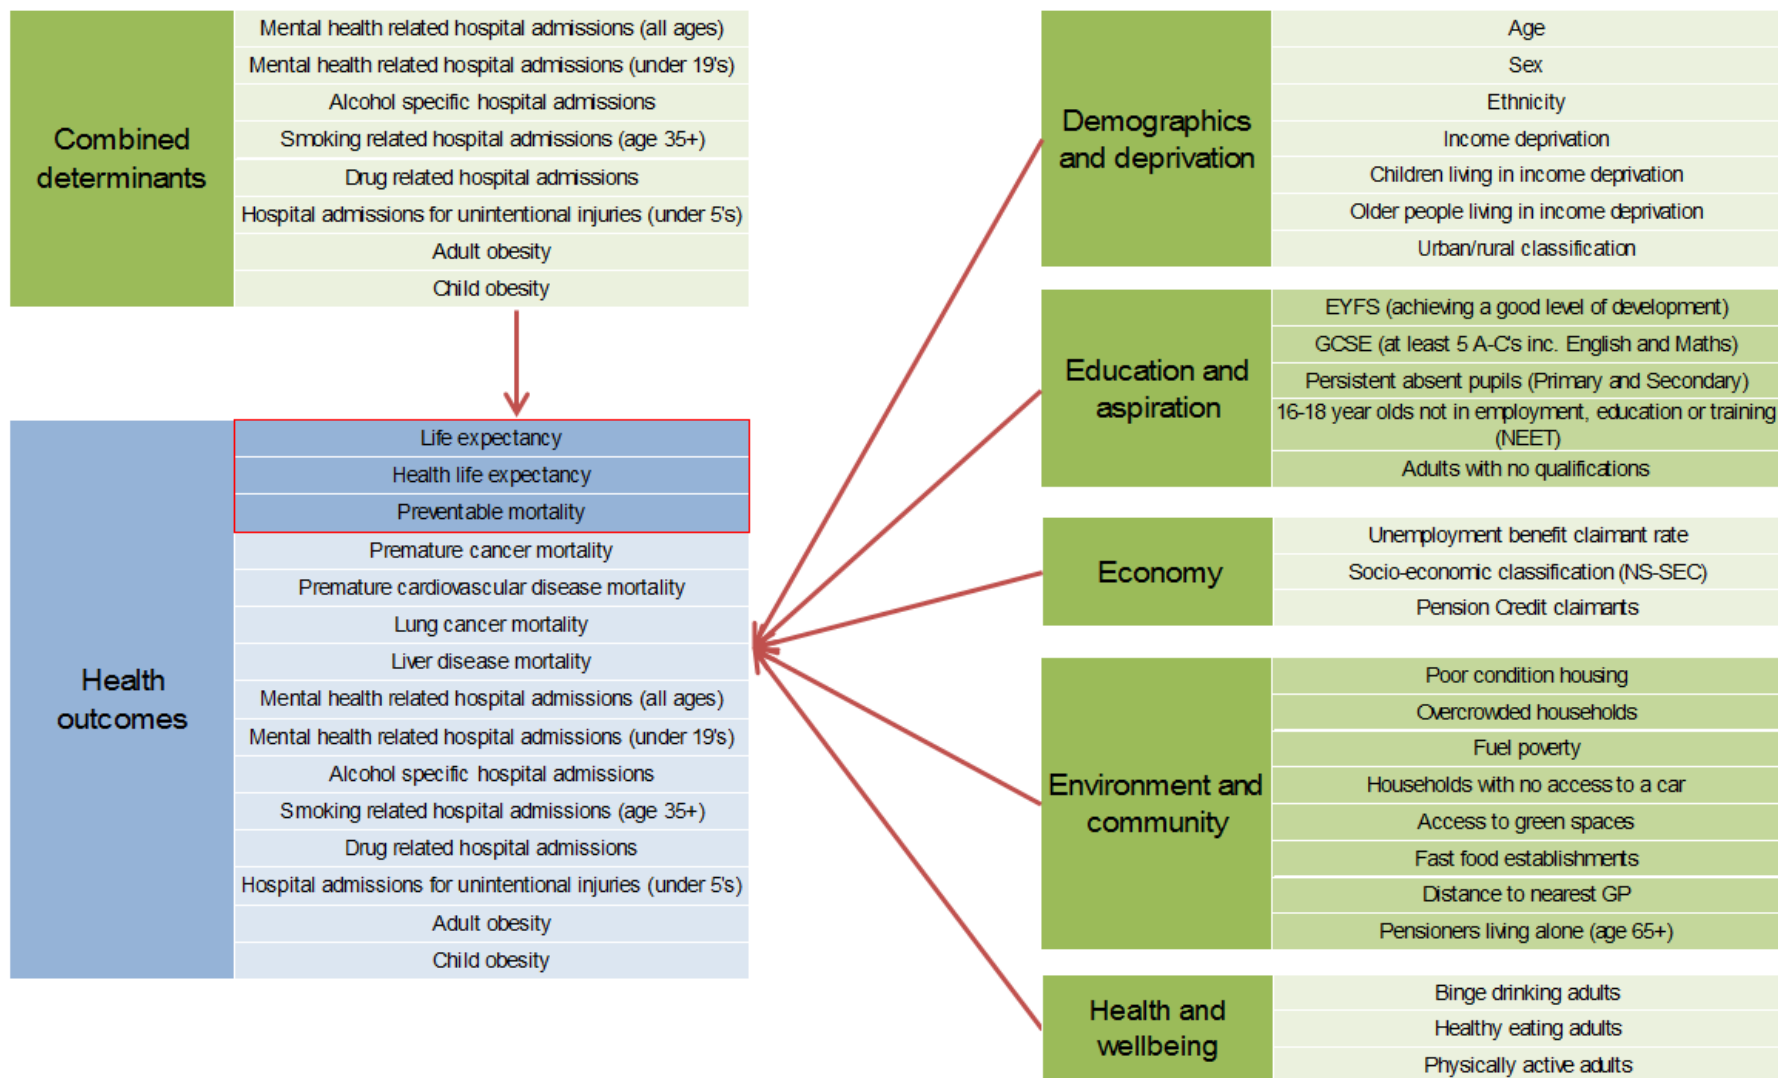 Combined
determinants
Mental health related hospital admissions (all ages)
Mental health related hospital admissions (under 19's)
Alcohol specific hospital admissions
Smoking related hospital admissions (age 35+)
Drug related hospital admissions
Hospital admissions for unintentional injuries (under 5's)
Adult obesity
Child obesity
Health
outcomes
Life expectancy
Health life expectancy
Preventable mortality
Premature cancer mortality
Premature cardiovascular disease mortality
Lung cancer mortality
Liver disease mortality
Mental health related hospital admissions (all ages)
Mental health related hospital admissions (under 19's)
Alcohol specific hospital admissions
Smoking related hospital admissions (age 35+)
Drug related hospital admissions
Hospital admissions for unintentional injuries (under 5's)
Adult obesity
Child obesity
Demographics
and deprivation
Age
Sex
Ethnicity
Income deprivation
Children living in income deprivation
Older people living in income deprivation
Urban/rural classification
Education and
aspiration
EYFS (achieving a good level of development)
GCSE (at least 5 A-C's inc. English and Maths)
Persistent absent pupils (Primary and Secondary)
16-18 year olds not in employment, education or training
(NEET)
Adults with no qualifications
Economy
Unemployment benefit claimant rate
Socio-economic classification (NS-SEC)
Pension Credit claimants
Environment and
community
Poor condition housing
Overcrowded households
Fuel poverty
Households with no access to a car
Access to green spaces
Fast food establishments
Distance to nearest GP
Pensioners living alone (age 65+)
Health and
wellbeing
Binge drinking adults
Healthy eating adults
Physically active adults